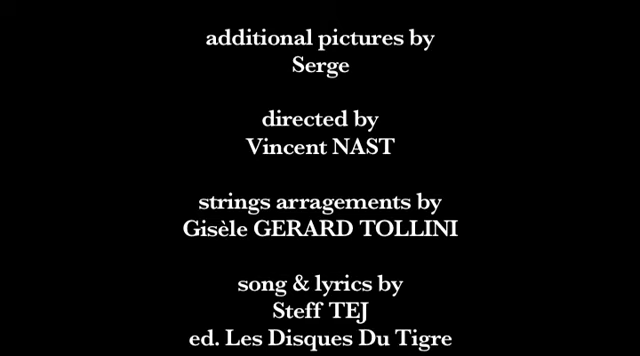 additional pictures by
Serge
directed by
Vincent NAST
strings arragements by
Gisèle GERARD TOLLINI
song & lyrics by
Steff TEJ
ed. Les Disques Du Tigre